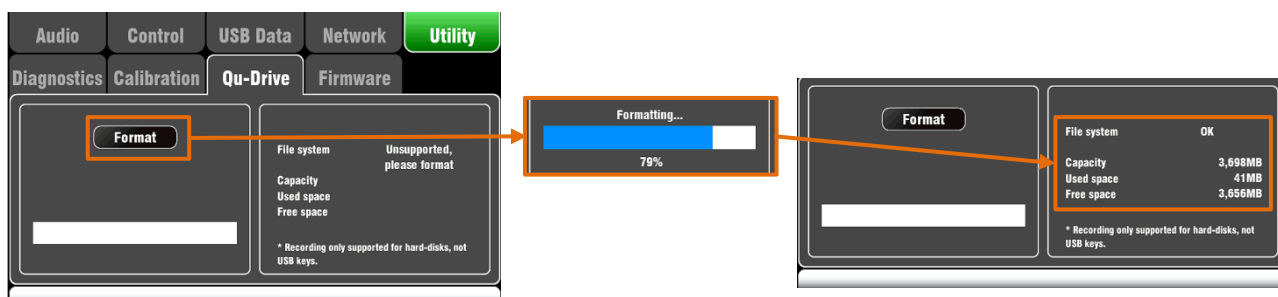 Audio Control USB Data Network Utility
Diagnostics Calibration Qu-Drive Firmware
Format
File system Unsupported, please format
Capacity
Used space
Free space
* Recording only supported for hard-disks, not
USB keys.
Formatting...
79%
Format
File system OK
Capacity 3,698MB
Used space 41MB
Free space 3,656MB
* Recording only supported for hard-disks, not
USB keys.